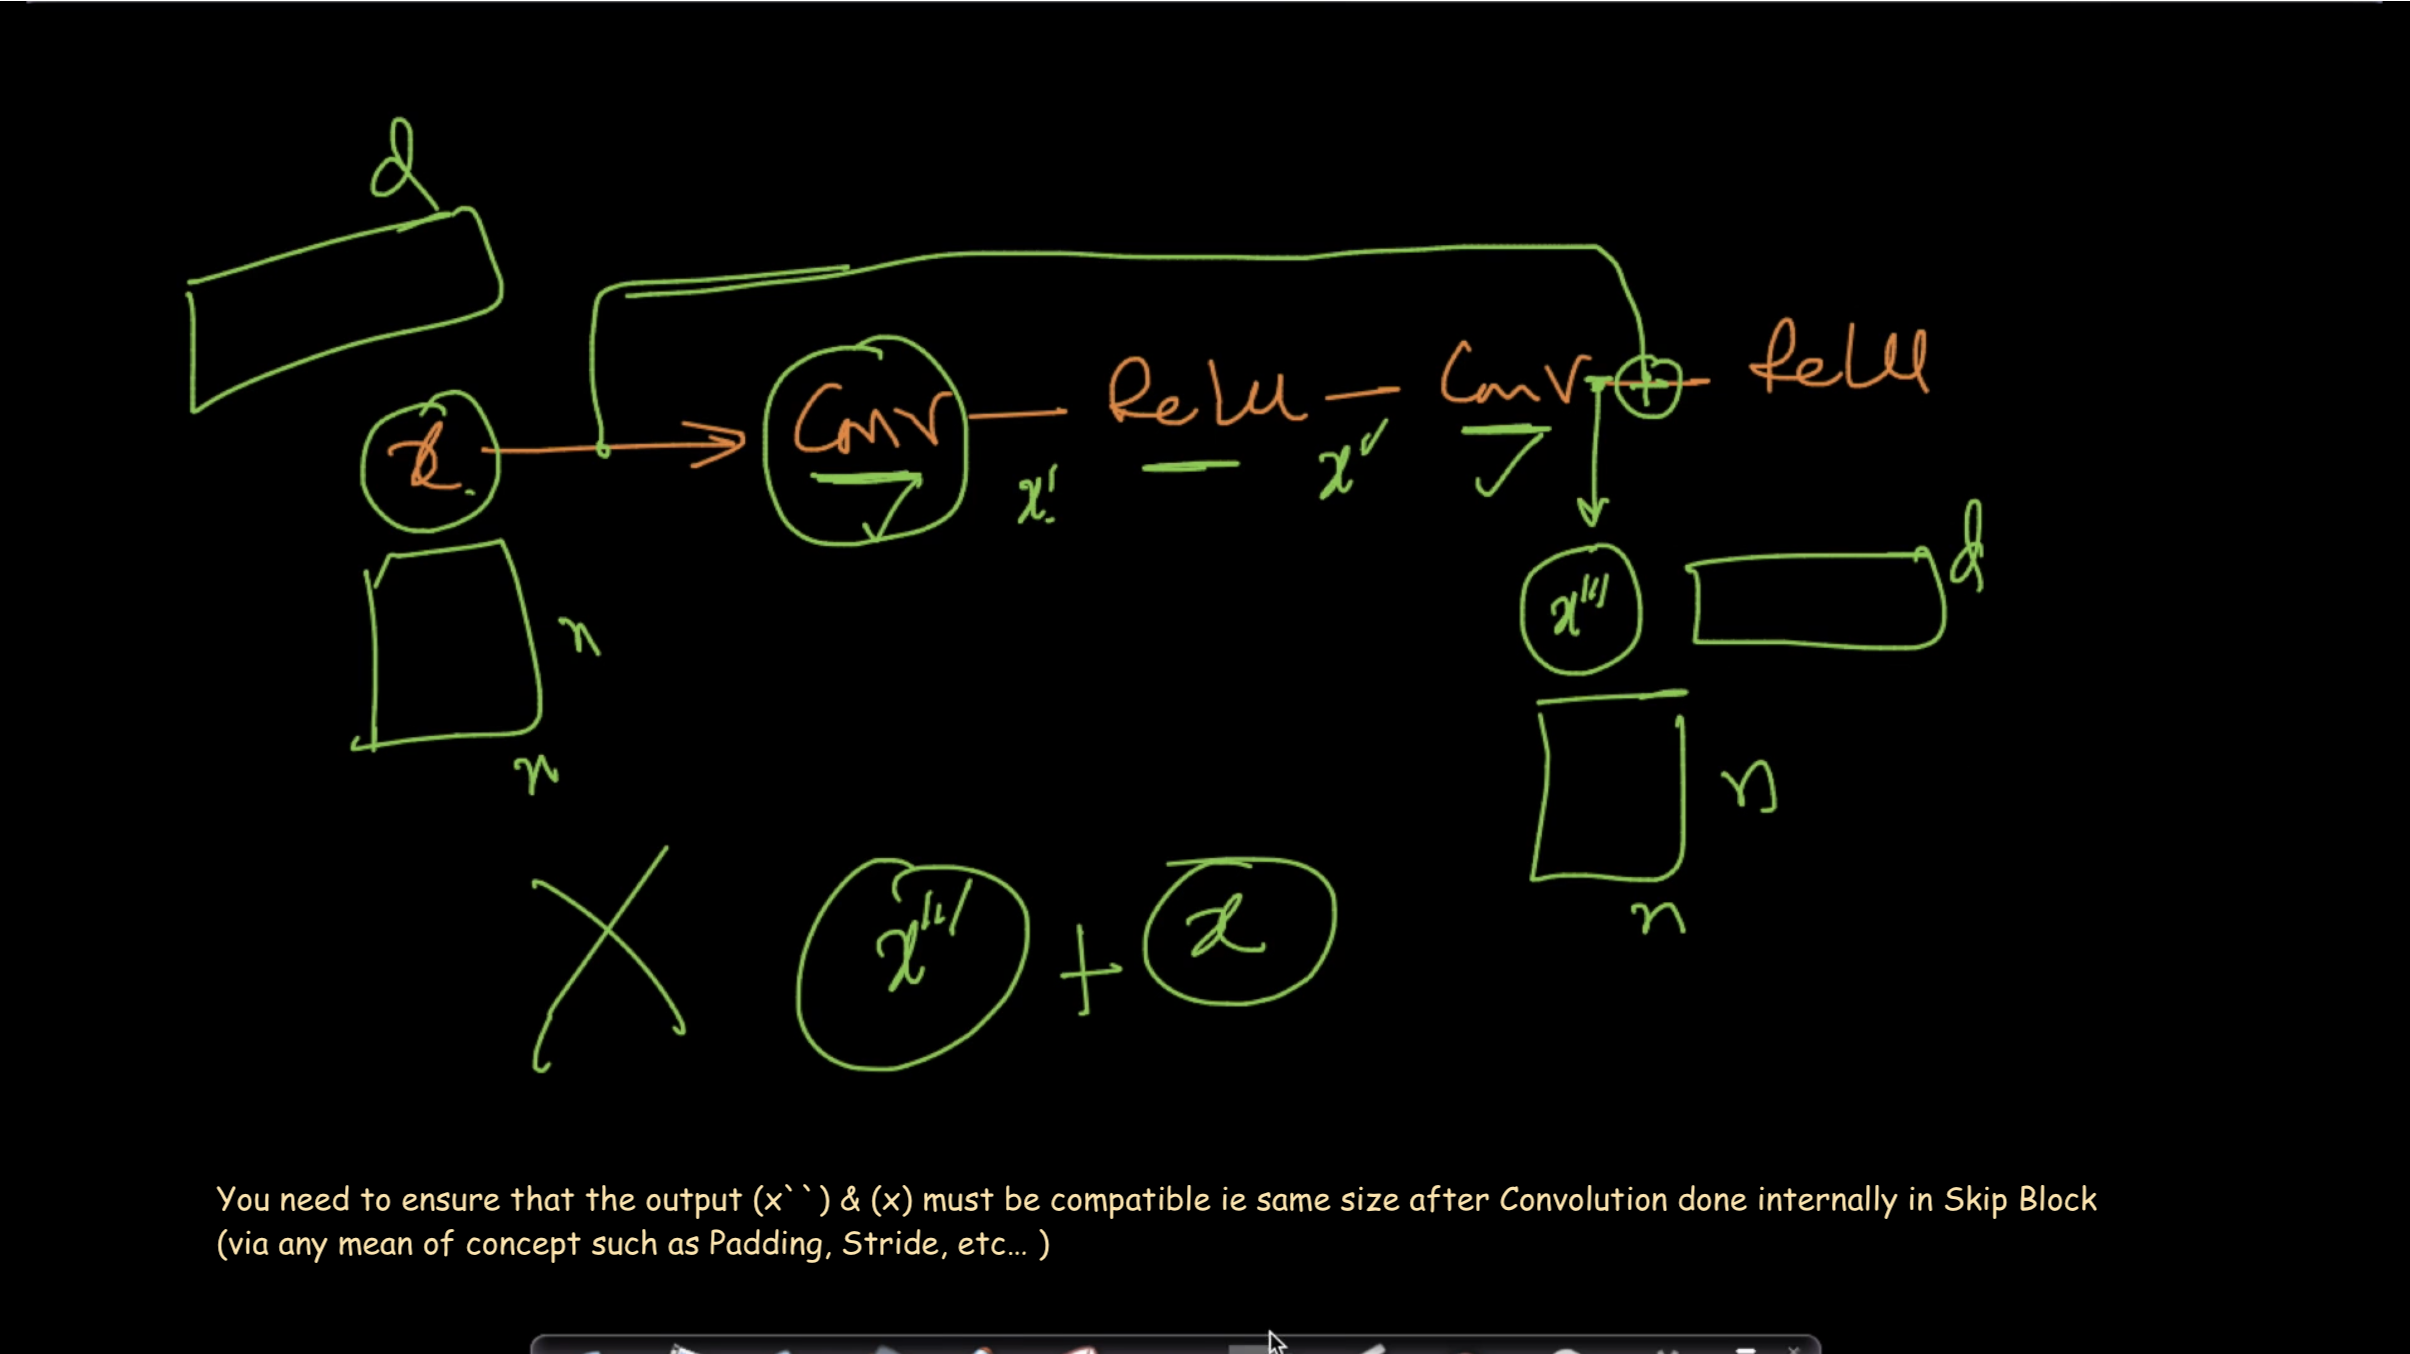 d
x → Conv — ReLU — Conv + — ReLU
x' x'' x''' d
n
n n
n
X x''' + x
You need to ensure that the output (x``) & (x) must be compatible ie same size after Convolution done internally in Skip Block
(via any mean of concept such as Padding, Stride, etc... )